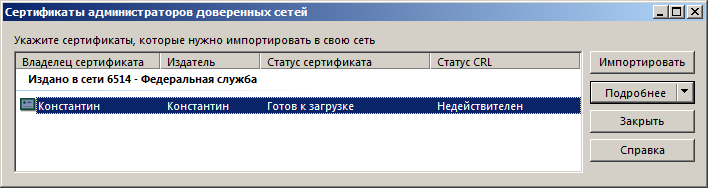 Сертификаты администраторов доверенных сетей
Укажите сертификаты, которые нужно импортировать в свою сеть
Владелец сертификата Издатель Статус сертификата Статус CRL
Издано в сети 6514 - Федеральная служба
Константин Константин Готов к загрузке Недействителен
Импортировать
Подробнее
Закрыть
Справка